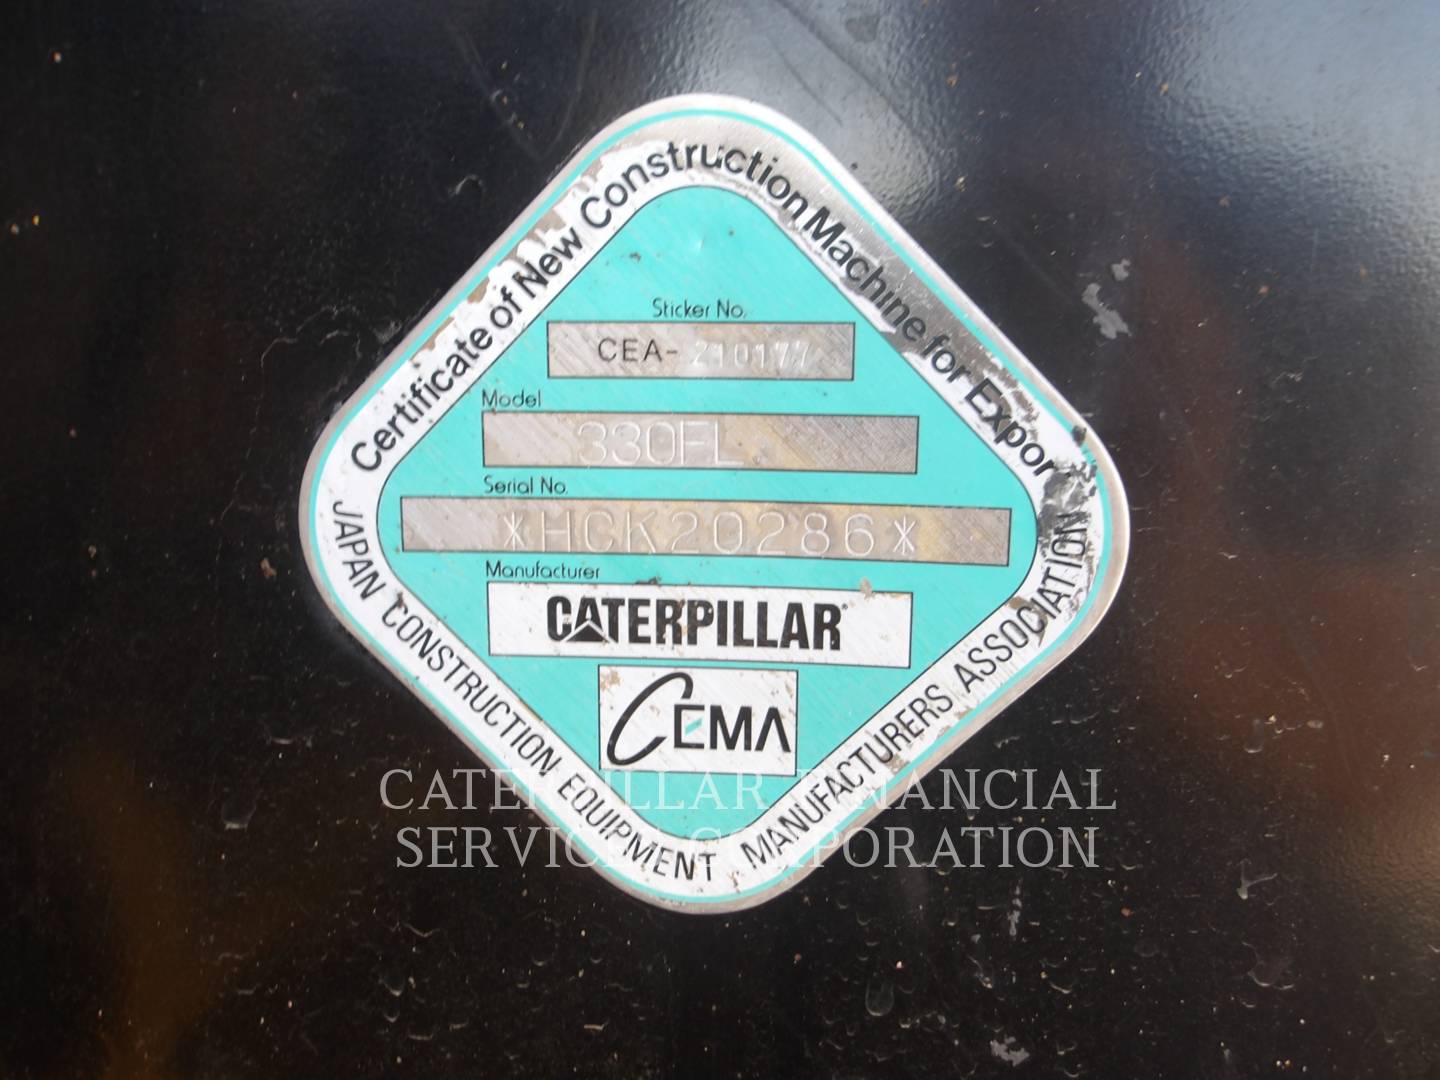 Certificate of New Construction Machine for Export
Sticker No.
CEA-210177
Model
330FL
Serial No.
*HCK20286*
Manufacturer
CATERPILLAR
CEMA
JAPAN CONSTRUCTION EQUIPMENT MANUFACTURERS ASSOCIATION
CATERPILLAR FINANCIAL
SERVICES CORPORATION